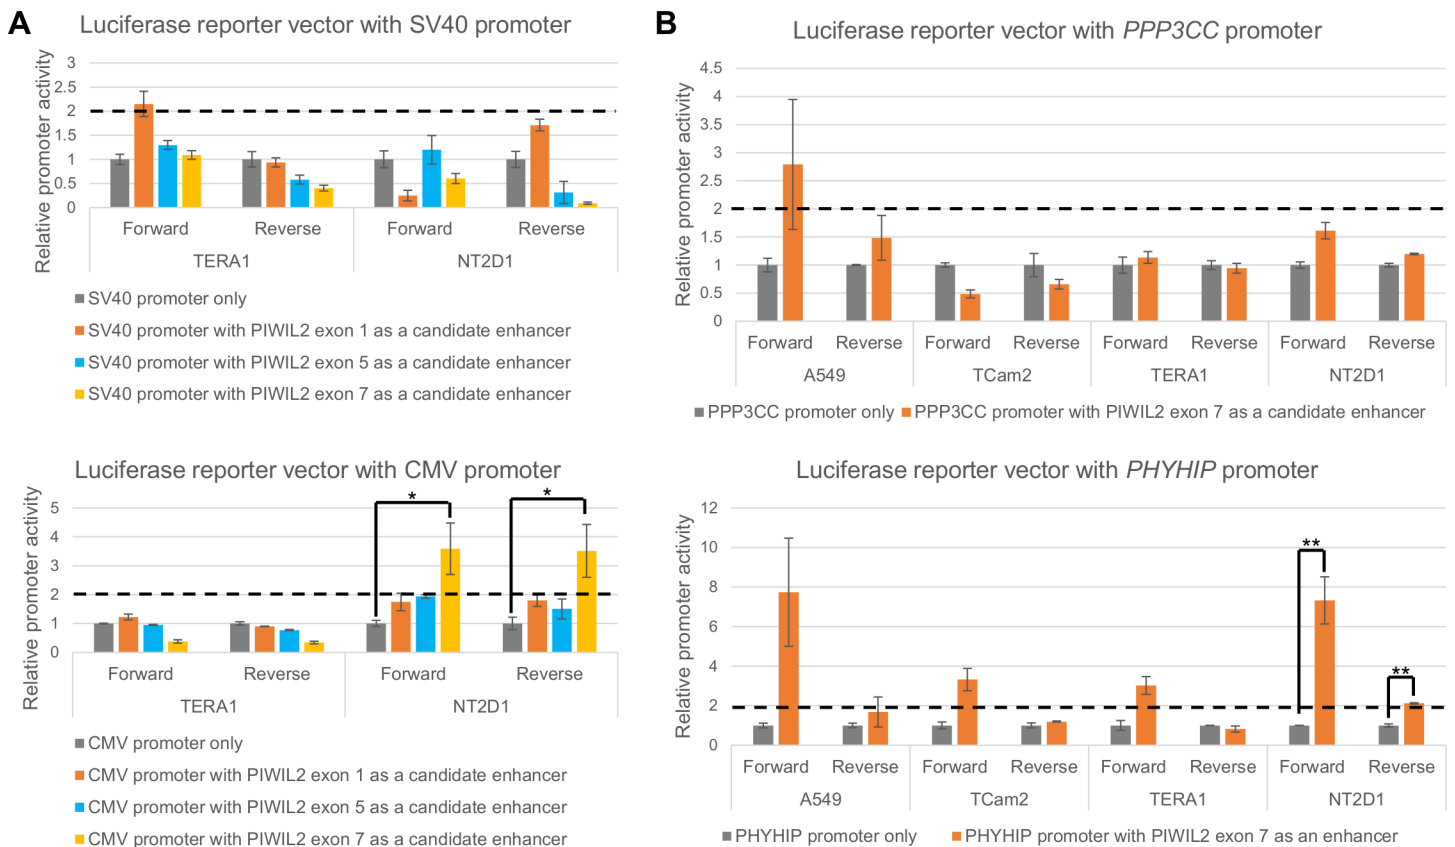 A
Luciferase reporter vector with SV40 promoter
Relative promoter activity
3
2.5
2
1.5
1
0.5
0
Forward Reverse Forward Reverse
TERA1 NT2D1
SV40 promoter only
SV40 promoter with PIWIL2 exon 1 as a candidate enhancer
SV40 promoter with PIWIL2 exon 5 as a candidate enhancer
SV40 promoter with PIWIL2 exon 7 as a candidate enhancer
Luciferase reporter vector with CMV promoter
Relative promoter activity
5
4
3
2
1
0
* *
Forward Reverse Forward Reverse
TERA1 NT2D1
CMV promoter only
CMV promoter with PIWIL2 exon 1 as a candidate enhancer
CMV promoter with PIWIL2 exon 5 as a candidate enhancer
CMV promoter with PIWIL2 exon 7 as a candidate enhancer
B
Luciferase reporter vector with PPP3CC promoter
Relative promoter activity
4.5
4
3.5
3
2.5
2
1.5
1
0.5
0
Forward Reverse Forward Reverse Forward Reverse Forward Reverse
A549 TCam2 TERA1 NT2D1
PPP3CC promoter only PPP3CC promoter with PIWIL2 exon 7 as a candidate enhancer
Luciferase reporter vector with PHYHIP promoter
Relative promoter activity
12
10
8
6
4
2
0
**
**
Forward Reverse Forward Reverse Forward Reverse Forward Reverse
A549 TCam2 TERA1 NT2D1
PHYHIP promoter only PHYHIP promoter with PIWIL2 exon 7 as an enhancer